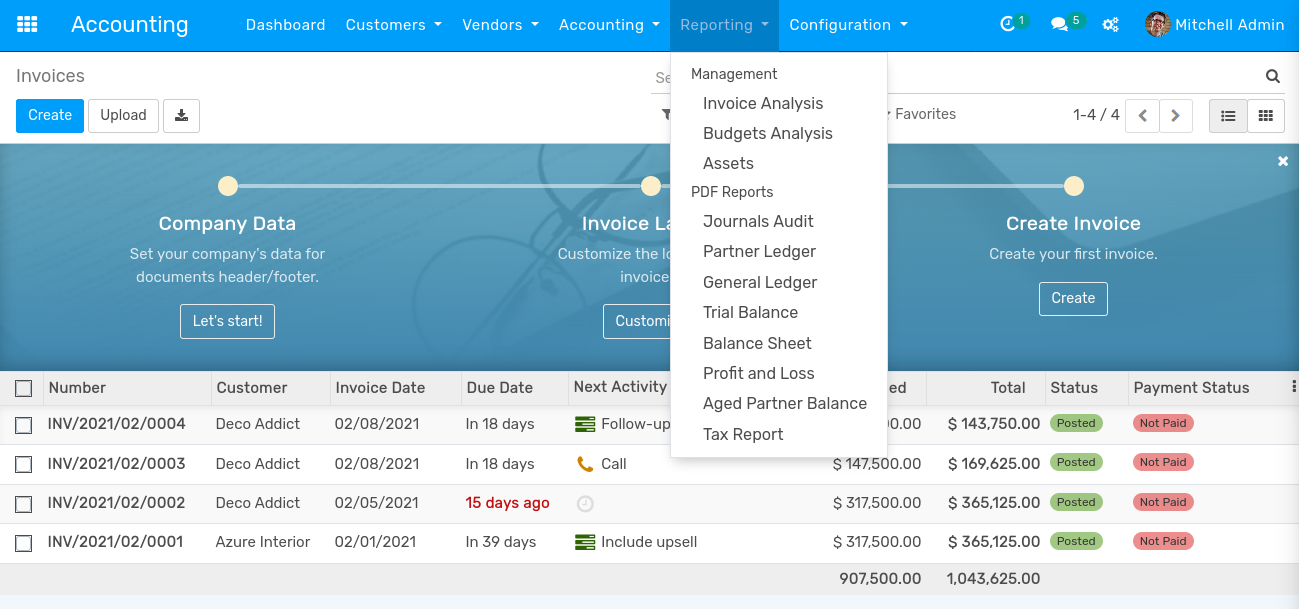 Accounting
Dashboard Customers Vendors Accounting Reporting Configuration 1 5 Mitchell Admin
Invoices
Create Upload
Favorites 1-4 / 4
Management
Invoice Analysis
Budgets Analysis
Assets
PDF Reports
Journals Audit
Partner Ledger
General Ledger
Trial Balance
Balance Sheet
Profit and Loss
Aged Partner Balance
Tax Report
Company Data
Set your company's data for
documents header/footer.
Let's start!
Invoice
Customize the
invoice
Create Invoice
Create your first invoice.
Create
Number Customer Invoice Date Due Date Next Activity Total Status Payment Status
INV/2021/02/0004 Deco Addict 02/08/2021 In 18 days Follow-up $ 143,750.00 Posted Not Paid
INV/2021/02/0003 Deco Addict 02/08/2021 In 18 days Call $ 147,500.00 $ 169,625.00 Posted Not Paid
INV/2021/02/0002 Deco Addict 02/05/2021 15 days ago $ 317,500.00 $ 365,125.00 Posted Not Paid
INV/2021/02/0001 Azure Interior 02/01/2021 In 39 days Include upsell $ 317,500.00 $ 365,125.00 Posted Not Paid
907,500.00 1,043,625.00